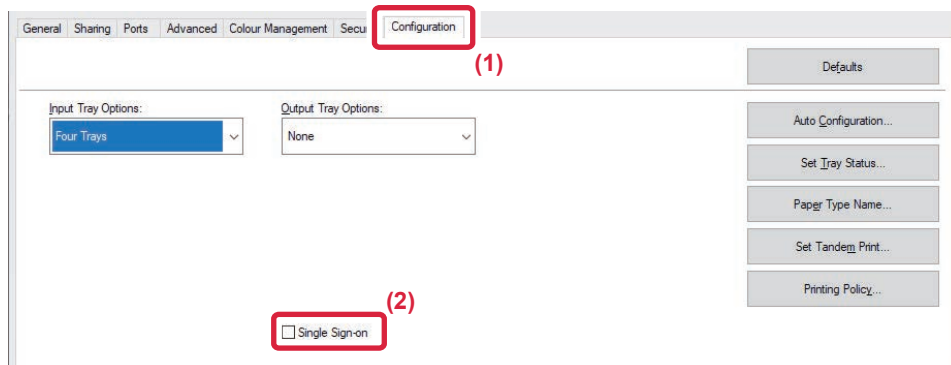 General Sharing Ports Advanced Colour Management Secu Configuration
(1)
Defaults
Input Tray Options: Output Tray Options:
Four Trays None
Auto Configuration...
Set Tray Status...
Paper Type Name...
Set Tandem Print...
Printing Policy...
(2)
Single Sign-on